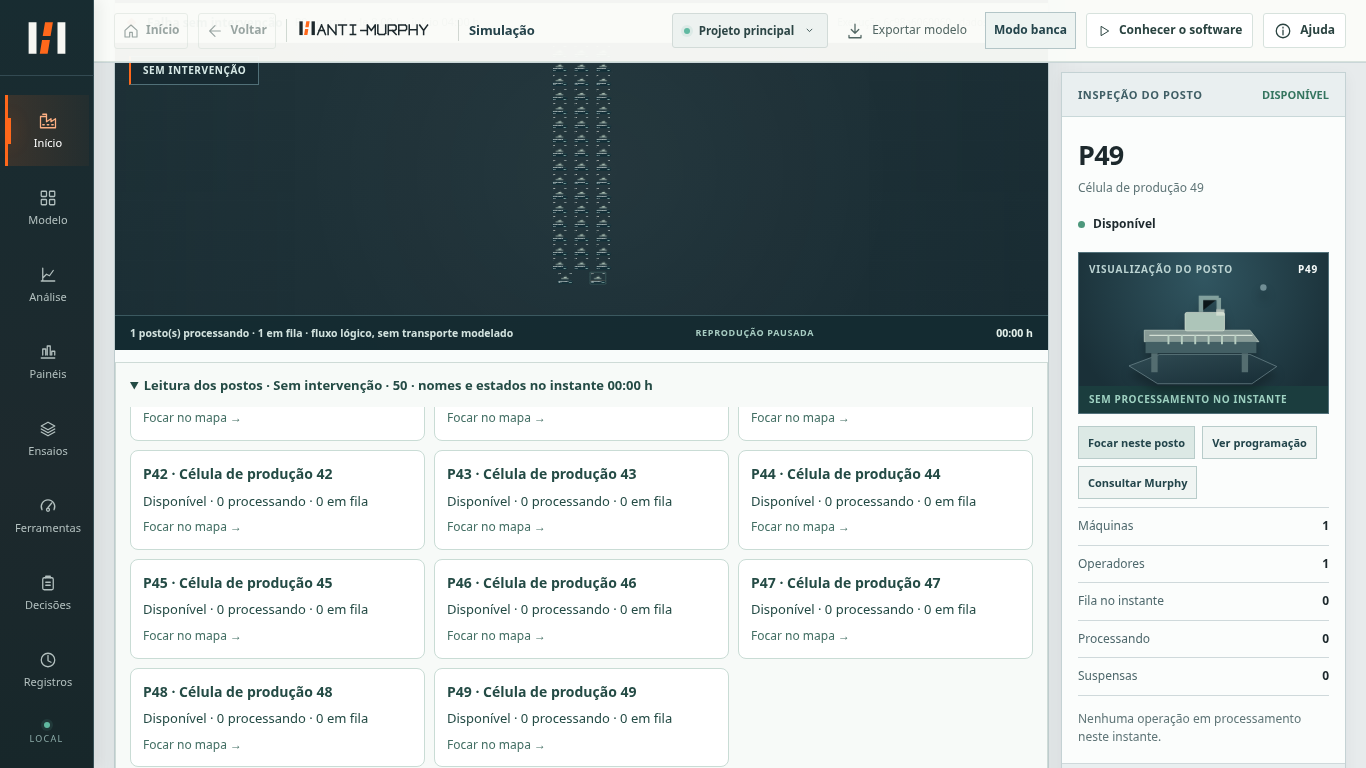 Início
Voltar
ANTI-MURPHY
Simulação
Projeto principal
Exportar modelo
Modo banca
Conhecer o software
Ajuda
Início
Modelo
Análise
Painéis
Ensaios
Ferramentas
Decisões
Registros
LOCAL
SEM INTERVENÇÃO
1 posto(s) processando · 1 em fila · fluxo lógico, sem transporte modelado
REPRODUÇÃO PAUSADA
00:00 h
▼ Leitura dos postos · Sem intervenção · 50 · nomes e estados no instante 00:00 h
Focar no mapa →
Focar no mapa →
Focar no mapa →
P42 · Célula de produção 42
Disponível · 0 processando · 0 em fila
Focar no mapa →
P43 · Célula de produção 43
Disponível · 0 processando · 0 em fila
Focar no mapa →
P44 · Célula de produção 44
Disponível · 0 processando · 0 em fila
Focar no mapa →
P45 · Célula de produção 45
Disponível · 0 processando · 0 em fila
Focar no mapa →
P46 · Célula de produção 46
Disponível · 0 processando · 0 em fila
Focar no mapa →
P47 · Célula de produção 47
Disponível · 0 processando · 0 em fila
Focar no mapa →
P48 · Célula de produção 48
Disponível · 0 processando · 0 em fila
Focar no mapa →
P49 · Célula de produção 49
Disponível · 0 processando · 0 em fila
Focar no mapa →
INSPEÇÃO DO POSTO
DISPONÍVEL
P49
Célula de produção 49
Disponível
VISUALIZAÇÃO DO POSTO
P49
SEM PROCESSAMENTO NO INSTANTE
Focar neste posto
Ver programação
Consultar Murphy
Máquinas 1
Operadores 1
Fila no instante 0
Processando 0
Suspensas 0
Nenhuma operação em processamento
neste instante.